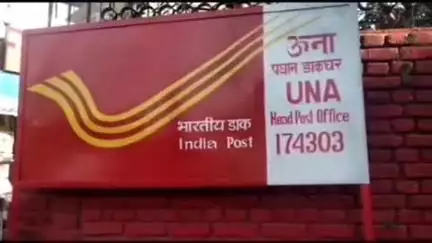 भारतीय डाक
India Post
ऊना
प्रधान डाकघर
UNA
Head Post Office
174303